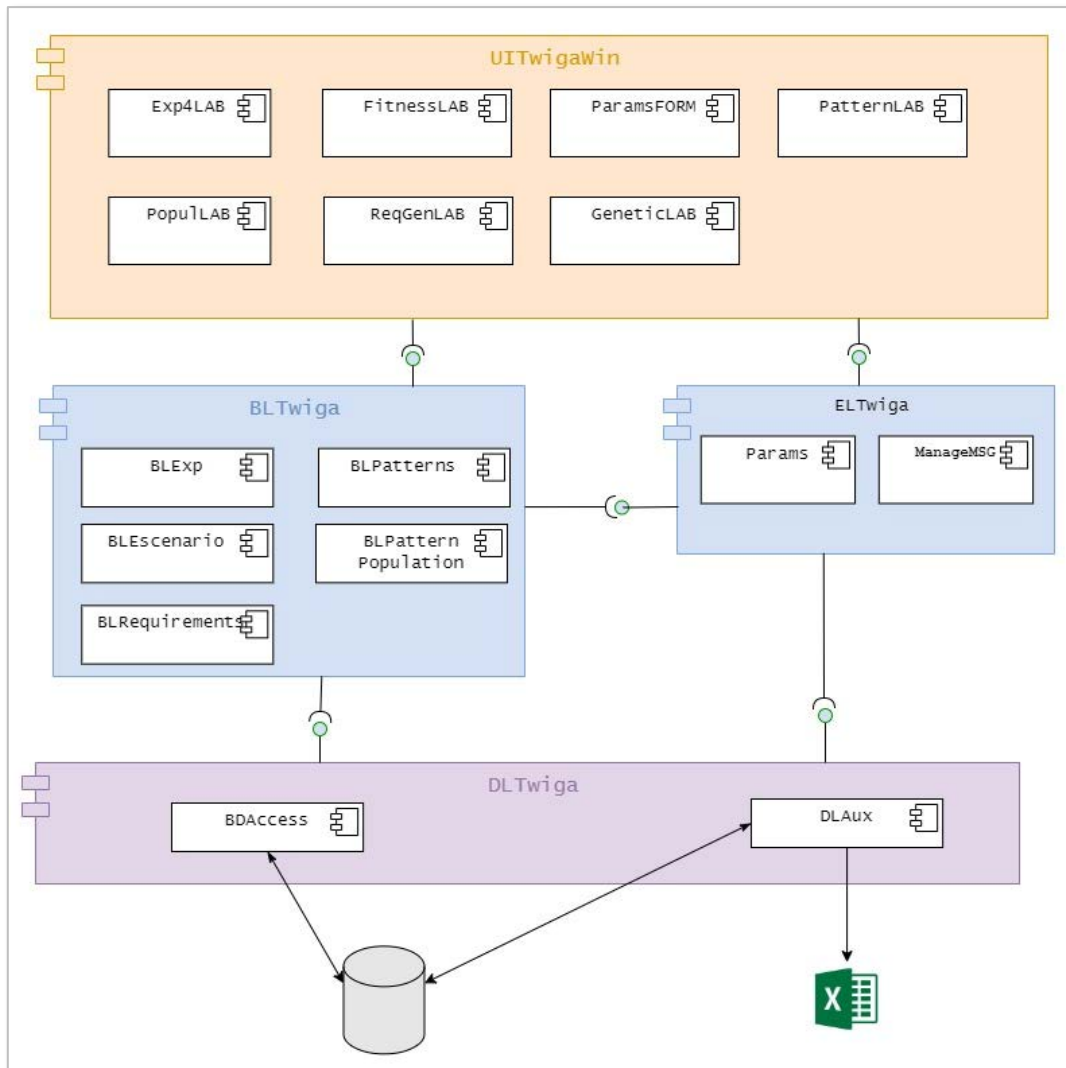 UITwigaWin
Exp4LAB
FitnessLAB
ParamsFORM
PatternLAB
PopulLAB
ReqGenLAB
GeneticLAB
BLTwiga
BLExp
BLPatterns
BLEscenario
BLPattern
Population
BLRequirements
ELTwiga
Params
ManageMSG
DLTwiga
BDAccess
DLAux
X